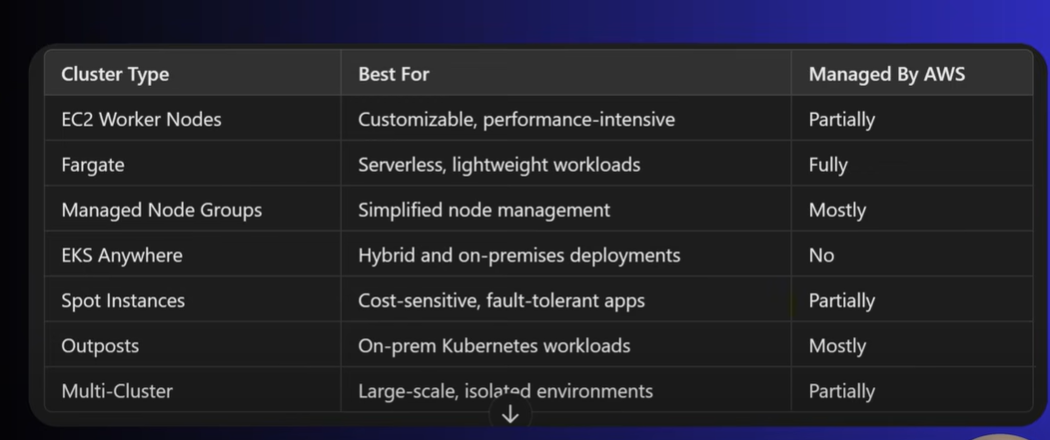 Cluster Type Best For Managed By AWS
EC2 Worker Nodes Customizable, performance-intensive Partially
Fargate Serverless, lightweight workloads Fully
Managed Node Groups Simplified node management Mostly
EKS Anywhere Hybrid and on-premises deployments No
Spot Instances Cost-sensitive, fault-tolerant apps Partially
Outposts On-prem Kubernetes workloads Mostly
Multi-Cluster Large-scale, isolated environments Partially